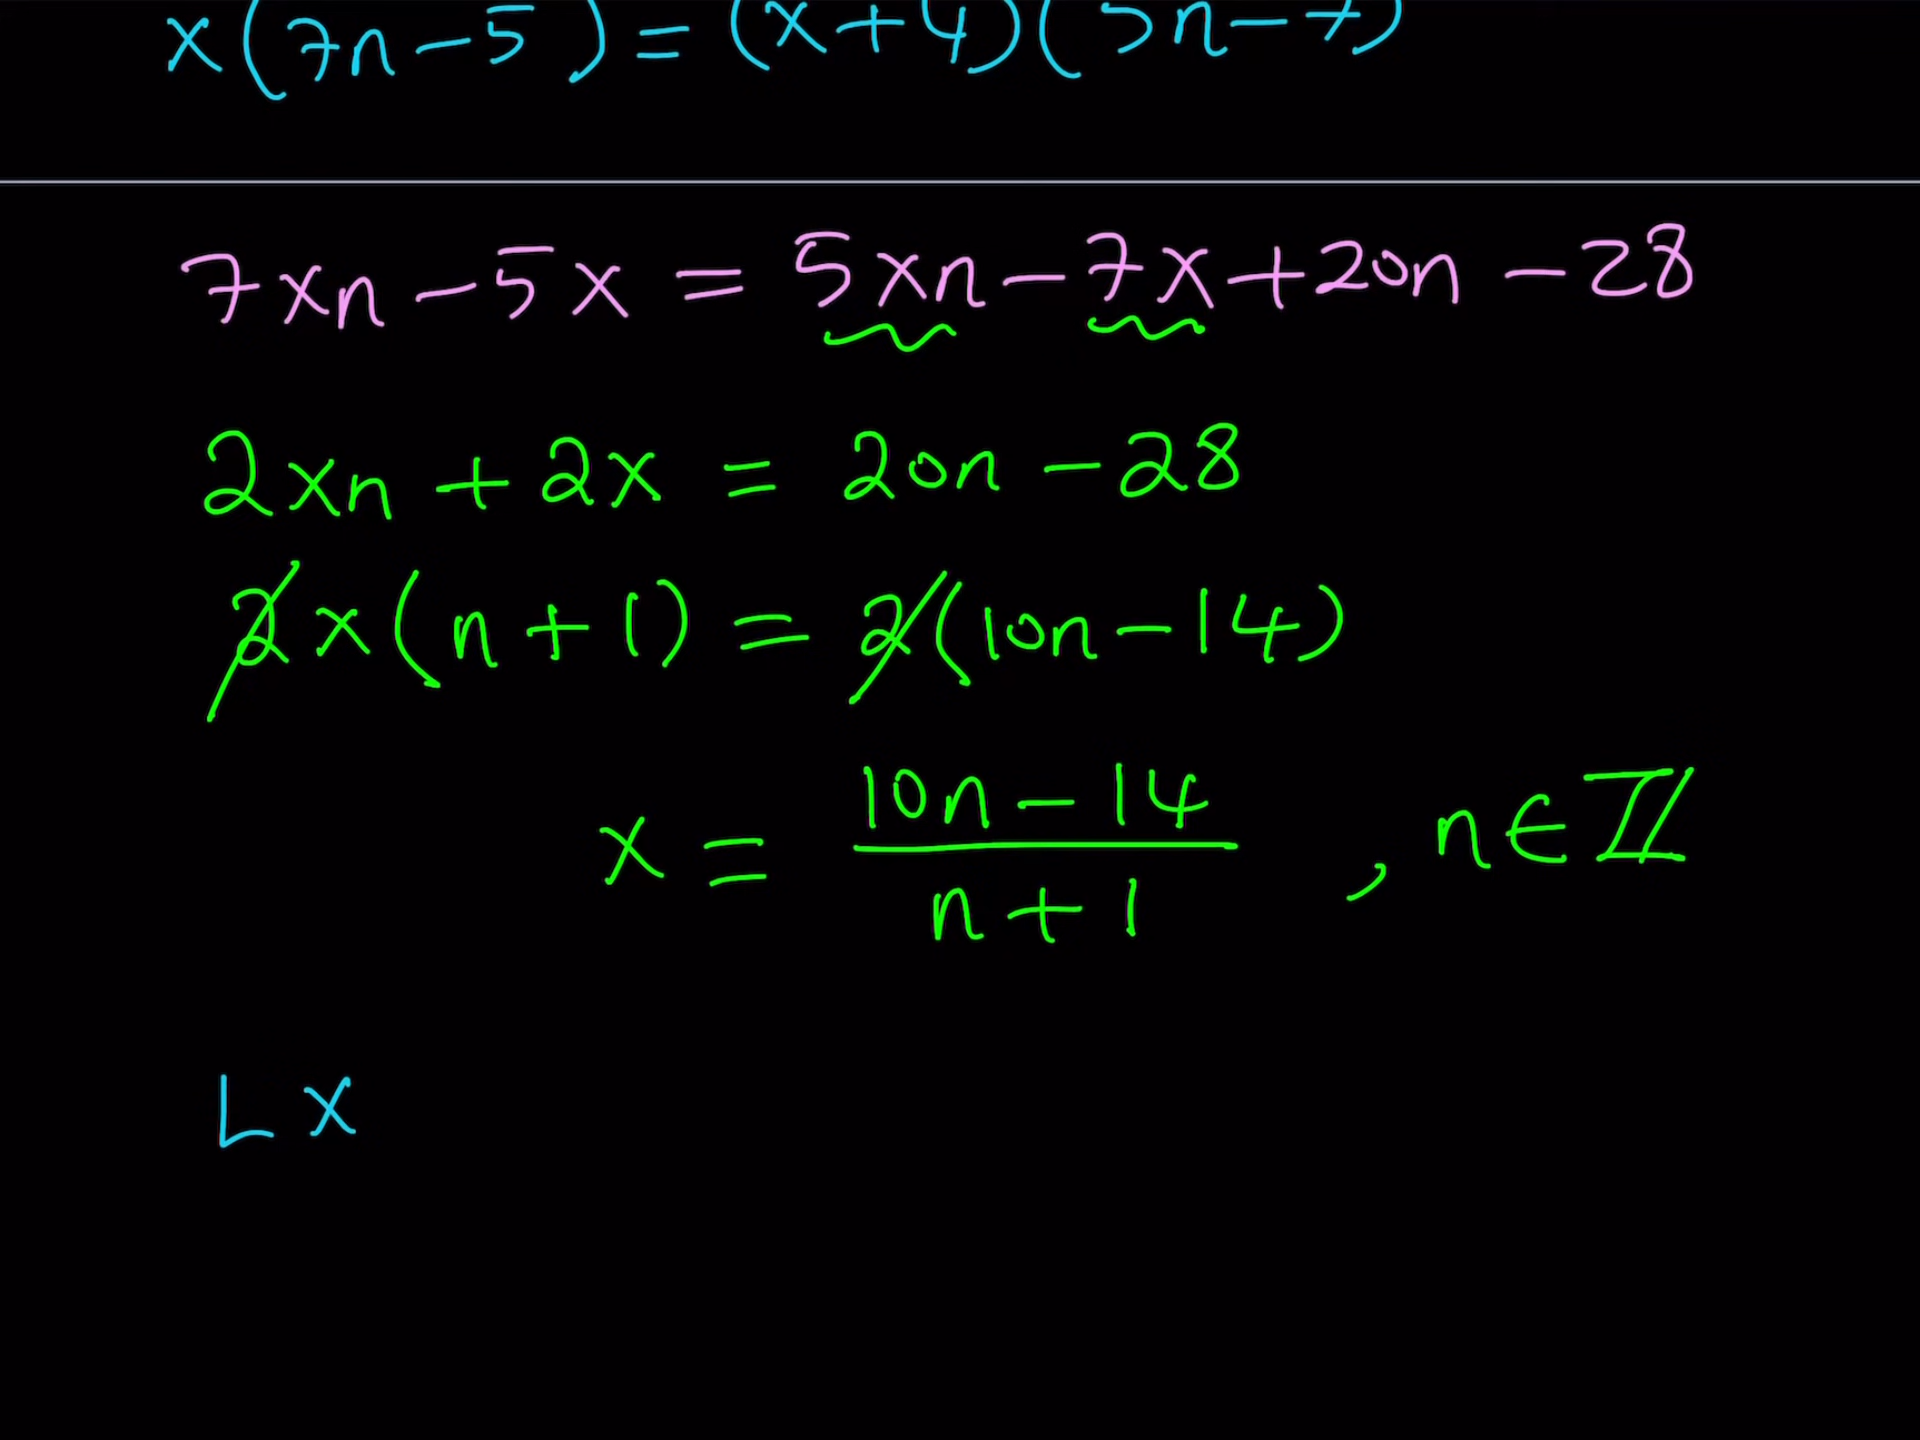 x(7n-5)=(x+4)(5n-7)
7xn-5x = 5xn-7x+20n-28
2xn+2x = 20n-28
2x(n+1) = 2(10n-14)
x = \frac{10n-14}{n+1}, n∈ℤ
⌊x